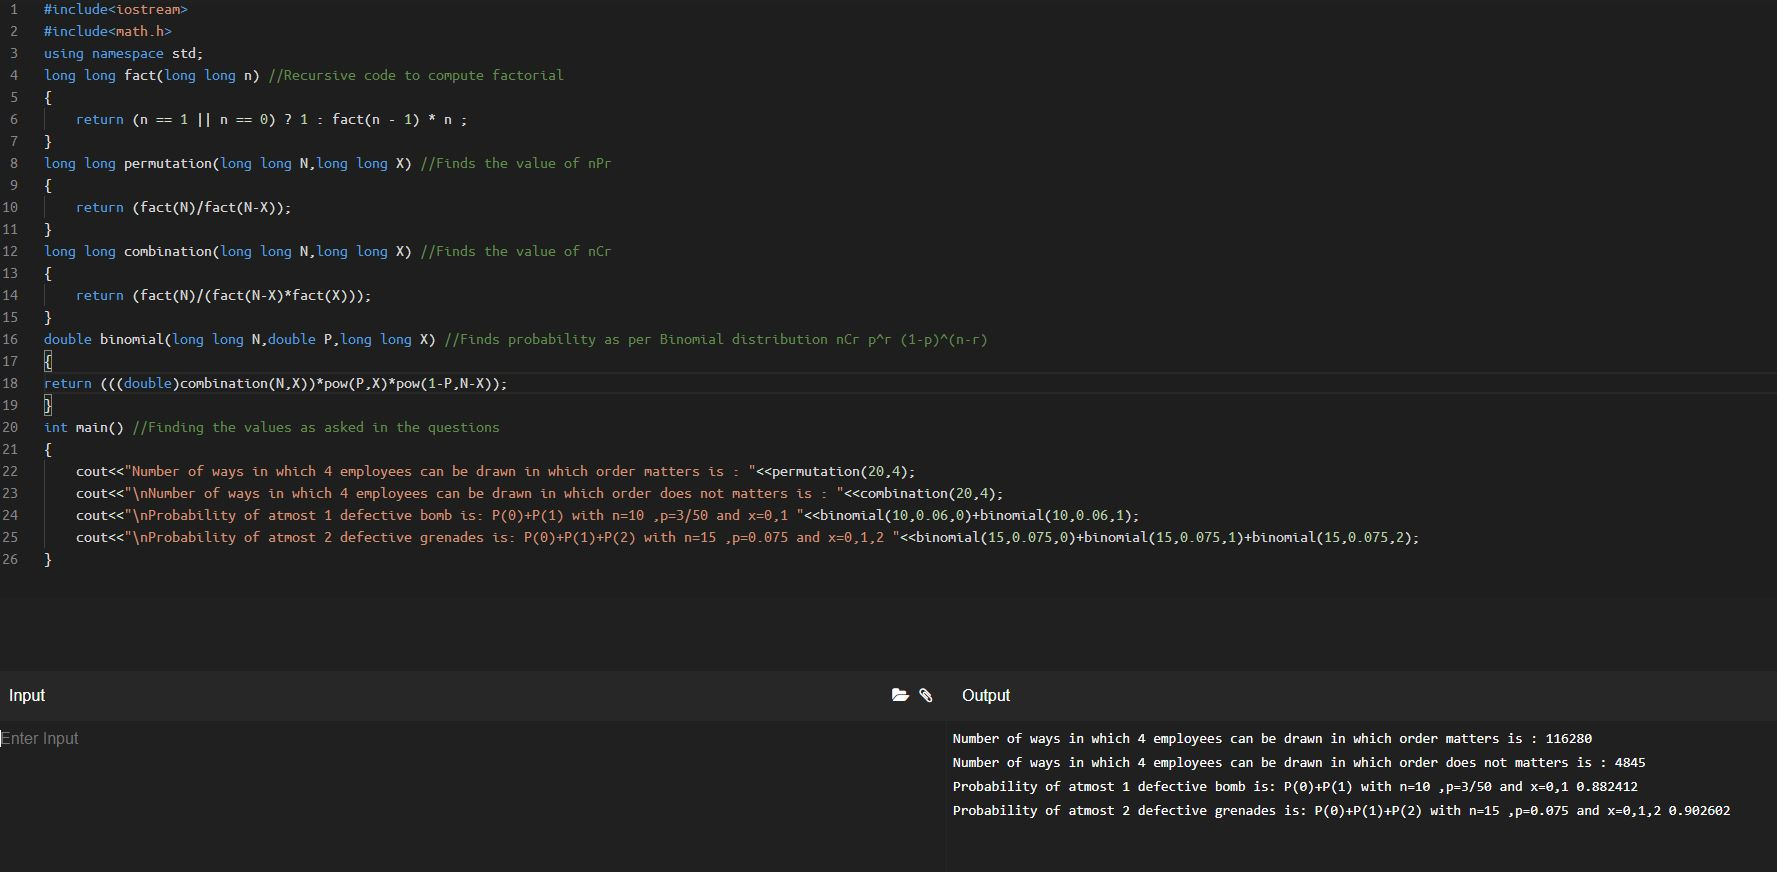 1 #include<iostream>
2 #include<math.h>
3 using namespace std;
4 long long fact(long long n) //Recursive code to compute factorial
5 {
6     return (n == 1 || n == 0) ? 1 : fact(n - 1) * n ;
7 }
8 long long permutation(long long N,long long X) //Finds the value of nPr
9 {
10     return (fact(N)/fact(N-X));
11 }
12 long long combination(long long N,long long X) //Finds the value of nCr
13 {
14     return (fact(N)/(fact(N-X)*fact(X)));
15 }
16 double binomial(long long N,double P,long long X) //Finds probability as per Binomial distribution nCr p^r (1-p)^(n-r)
17 {
18 return (((double)combination(N,X))*pow(P,X)*pow(1-P,N-X));
19 }
20 int main() //Finding the values as asked in the questions
21 {
22     cout<<"Number of ways in which 4 employees can be drawn in which order matters is : "<<permutation(20,4);
23     cout<<"\nNumber of ways in which 4 employees can be drawn in which order does not matters is : "<<combination(20,4);
24     cout<<"\nProbability of atmost 1 defective bomb is: P(0)+P(1) with n=10 ,p=3/50 and x=0,1 "<<binomial(10,0.06,0)+binomial(10,0.06,1);
25     cout<<"\nProbability of atmost 2 defective grenades is: P(0)+P(1)+P(2) with n=15 ,p=0.075 and x=0,1,2 "<<binomial(15,0.075,0)+binomial(15,0.075,1)+binomial(15,0.075,2);
26 }
Input
Enter Input
Output
Number of ways in which 4 employees can be drawn in which order matters is : 116280
Number of ways in which 4 employees can be drawn in which order does not matters is : 4845
Probability of atmost 1 defective bomb is: P(0)+P(1) with n=10 ,p=3/50 and x=0,1 0.882412
Probability of atmost 2 defective grenades is: P(0)+P(1)+P(2) with n=15 ,p=0.075 and x=0,1,2 0.902602